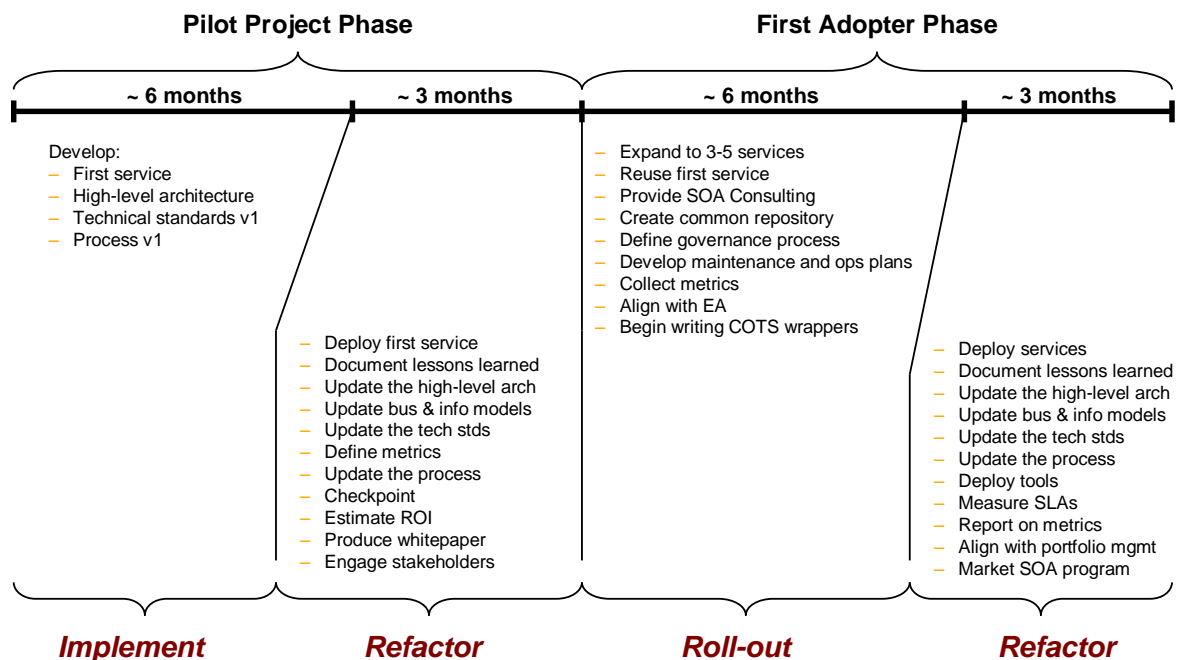 Pilot Project Phase
First Adopter Phase
~ 6 months
~ 3 months
~ 6 months
~ 3 months
Develop:
– First service
– High-level architecture
– Technical standards v1
– Process v1
– Deploy first service
– Document lessons learned
– Update the high-level arch
– Update bus & info models
– Update the tech stds
– Define metrics
– Update the process
– Checkpoint
– Estimate ROI
– Produce whitepaper
– Engage stakeholders
– Expand to 3-5 services
– Reuse first service
– Provide SOA Consulting
– Create common repository
– Define governance process
– Develop maintenance and ops plans
– Collect metrics
– Align with EA
– Begin writing COTS wrappers
– Deploy services
– Document lessons learned
– Update the high-level arch
– Update bus & info models
– Update the tech stds
– Update the process
– Deploy tools
– Measure SLAs
– Report on metrics
– Align with portfolio mgmt
– Market SOA program
Implement
Refactor
Roll-out
Refactor